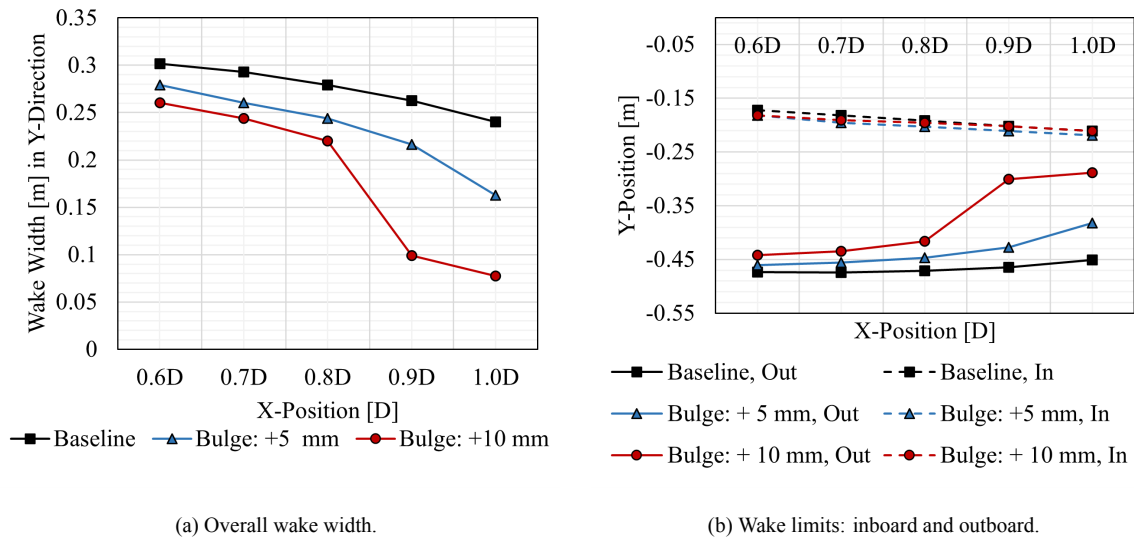 0.35
0.3
0.25
0.2
0.15
0.1
0.05
0
Wake Width [m] in Y-Direction
0.6D 0.7D 0.8D 0.9D 1.0D
X-Position [D]
Baseline Bulge: +5 mm Bulge: +10 mm
(a) Overall wake width.
0.6D 0.7D 0.8D 0.9D 1.0D
-0.05
-0.15
-0.25
-0.35
-0.45
-0.55
Y-Position [m]
X-Position [D]
Baseline, Out Baseline, In
Bulge: + 5 mm, Out Bulge: +5 mm, In
Bulge: + 10 mm, Out Bulge: + 10 mm, In
(b) Wake limits: inboard and outboard.